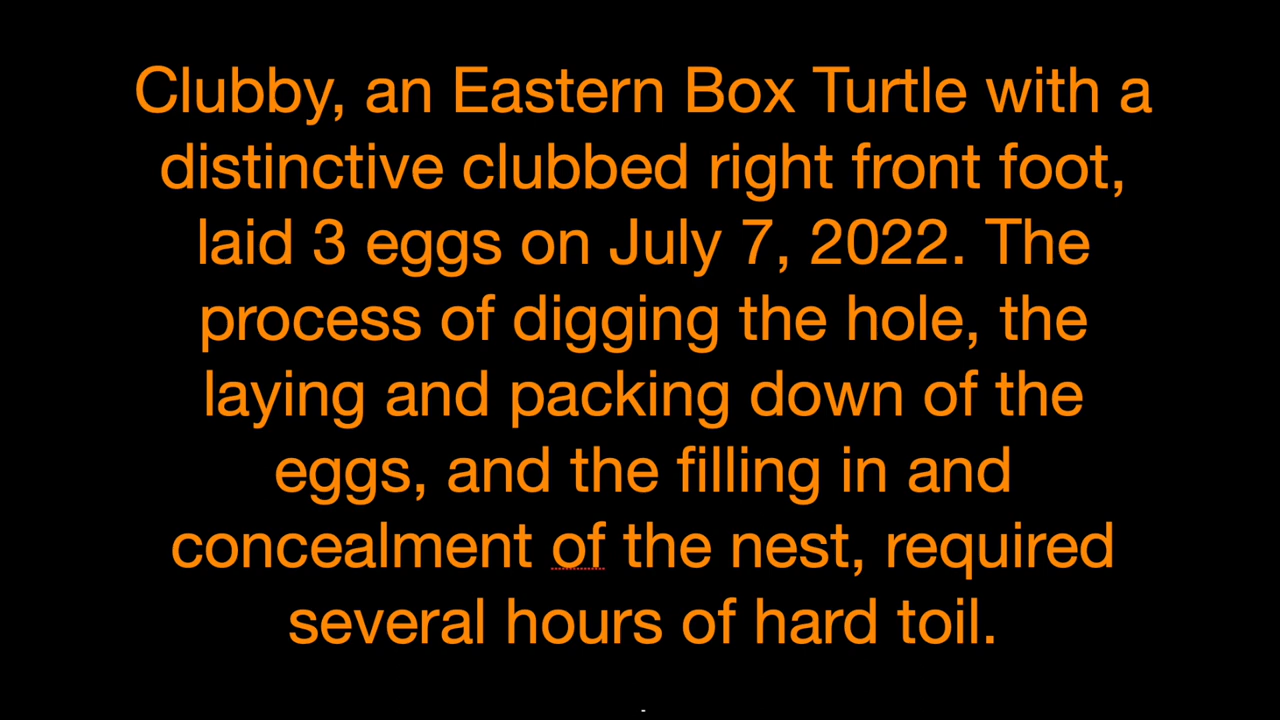 Clubby, an Eastern Box Turtle with a
distinctive clubbed right front foot,
laid 3 eggs on July 7, 2022. The
process of digging the hole, the
laying and packing down of the
eggs, and the filling in and
concealment of the nest, required
several hours of hard toil.
-